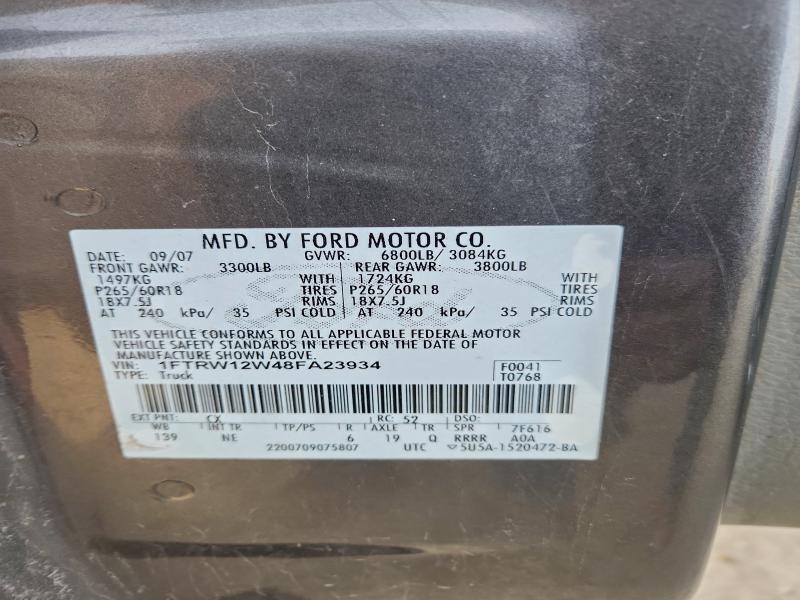 MFD. BY FORD MOTOR CO.
DATE: 09/07 GVWR: 6800LB/ 3084KG
FRONT GAWR: 3300LB REAR GAWR: 3800LB
1497KG WITH 1724KG WITH
P265/60R18 TIRES P265/60R18 TIRES
18X7.5J RIMS 18X7.5J RIMS
AT 240 kPa/ 35 PSI COLD AT 240 kPa/ 35 PSI COLD
THIS VEHICLE CONFORMS TO ALL APPLICABLE FEDERAL MOTOR
VEHICLE SAFETY STANDARDS IN EFFECT ON THE DATE OF
MANUFACTURE SHOWN ABOVE.
VIN: 1FTRW12W48FA23934 F0041
TYPE: Truck T0768
EXT PNT: CX RC: 52 DSO:
WB INT TR TP/PS R AXLE TR SPR 7F616
139 NE 6 19 Q RRRR A0A
2200709075807 UTC 5U5A-1520472-BA